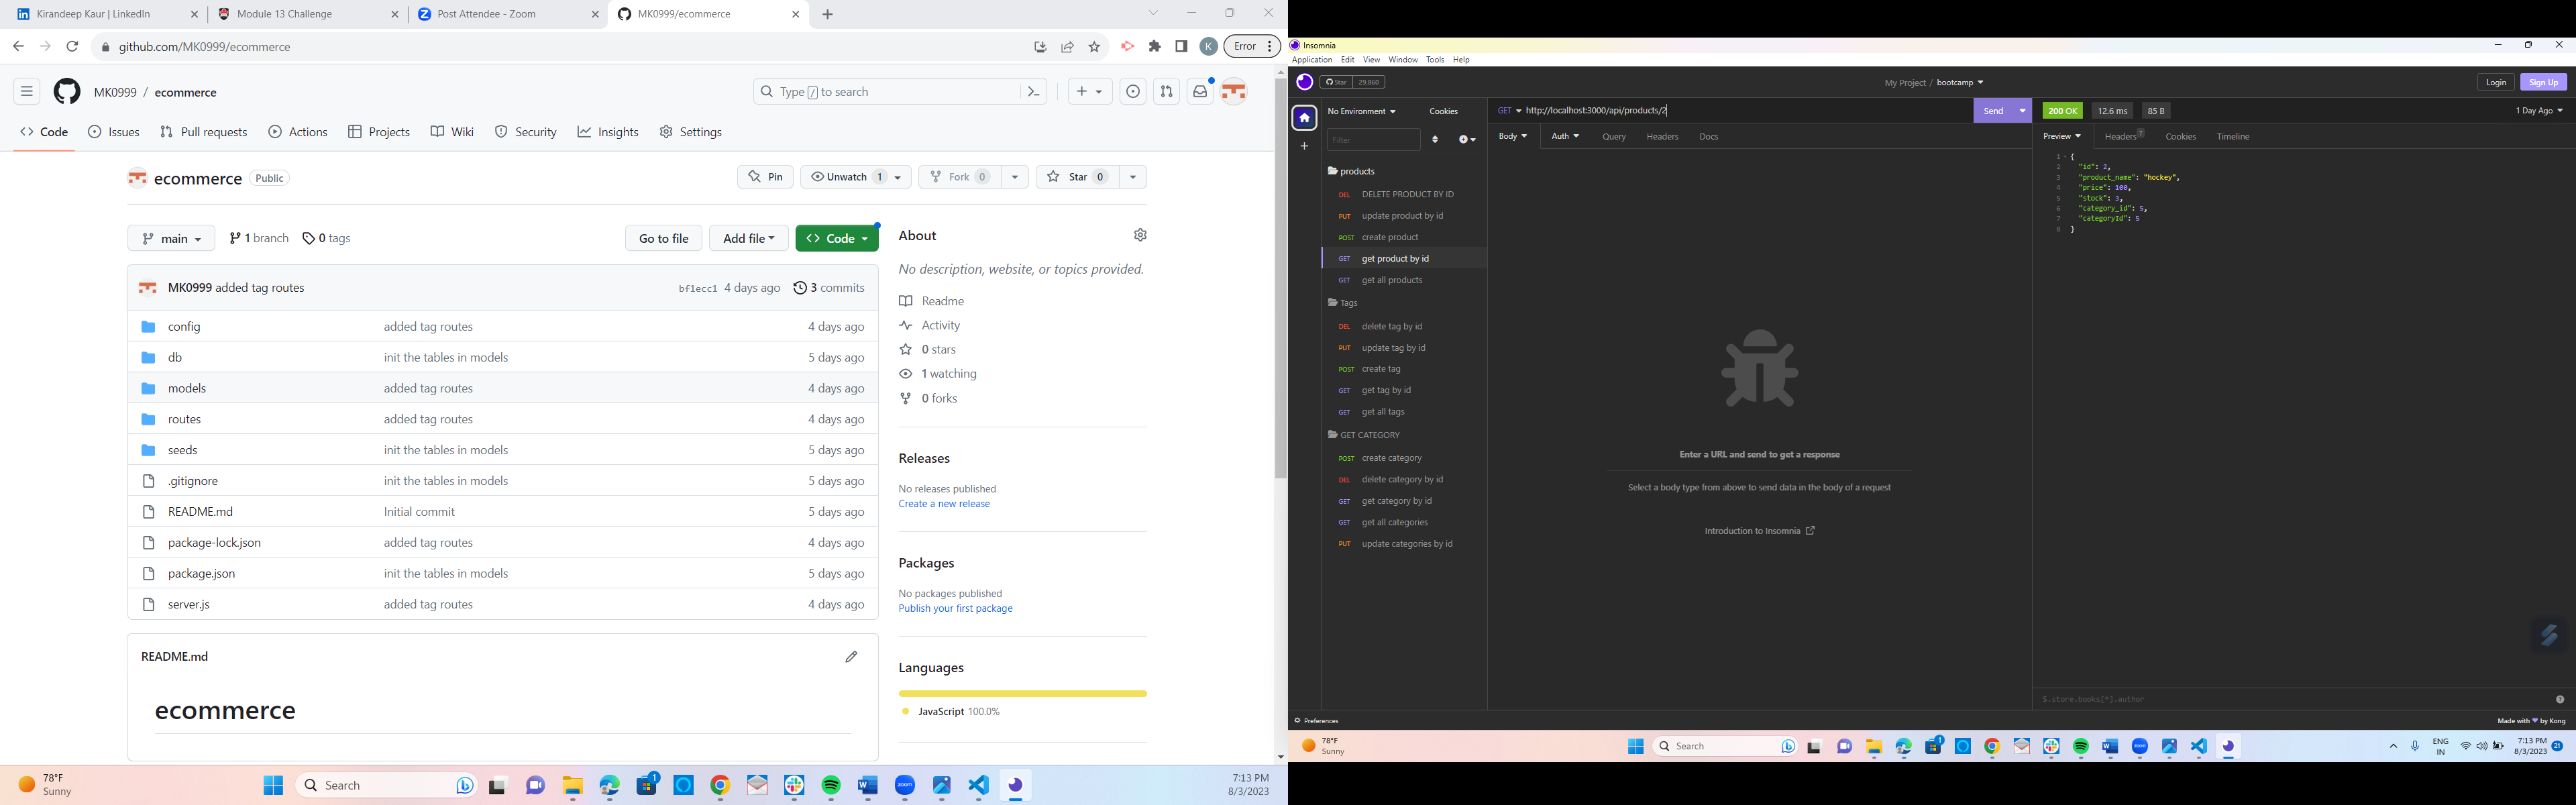 Kirandeep Kaur | LinkedIn
Module 13 Challenge
Post Attendee - Zoom
MK0999/ecommerce
github.com/MK0999/ecommerce
K
Error
MK0999 / ecommerce
Type / to search
Code
Issues
Pull requests
Actions
Projects
Wiki
Security
Insights
Settings
ecommerce
Public
Pin
Unwatch 1
Fork 0
Star 0
main
1 branch
0 tags
Go to file
Add file
Code
MK0999 added tag routes
bf1ecc1 4 days ago
3 commits
config added tag routes 4 days ago
db init the tables in models 5 days ago
models added tag routes 4 days ago
routes added tag routes 4 days ago
seeds init the tables in models 5 days ago
.gitignore init the tables in models 5 days ago
README.md Initial commit 5 days ago
package-lock.json added tag routes 4 days ago
package.json init the tables in models 5 days ago
server.js added tag routes 4 days ago
README.md
ecommerce
About
No description, website, or topics provided.
Readme
Activity
0 stars
1 watching
0 forks
Releases
No releases published
Create a new release
Packages
No packages published
Publish your first package
Languages
JavaScript 100.0%
78°F
Sunny
Search
1
zoom
7:13 PM
8/3/2023
Insomnia
Application Edit View Window Tools Help
Star 29,860
My Project / bootcamp
Login
Sign Up
No Environment
Cookies
Filter
products
DEL DELETE PRODUCT BY ID
PUT update product by id
POST create product
GET get product by id
GET get all products
Tags
DEL delete tag by id
PUT update tag by id
POST create tag
GET get tag by id
GET get all tags
GET CATEGORY
POST create category
DEL delete category by id
GET get category by id
GET get all categories
PUT update categories by id
GET http://localhost:3000/api/products/2
Send
Body
Auth
Query
Headers
Docs
Enter a URL and send to get a response
Select a body type from above to send data in the body of a request
Introduction to Insomnia
200 OK
12.6 ms
85 B
1 Day Ago
Preview
Headers 7
Cookies
Timeline
1 {
2 "id": 2,
3 "product_name": "hockey",
4 "price": 100,
5 "stock": 3,
6 "category_id": 5,
7 "categoryId": 5
8 }
$.store.books[*].author
Preferences
Made with by Kong
78°F
Sunny
Search
1
zoom
ENG
IN
7:13 PM
8/3/2023
21